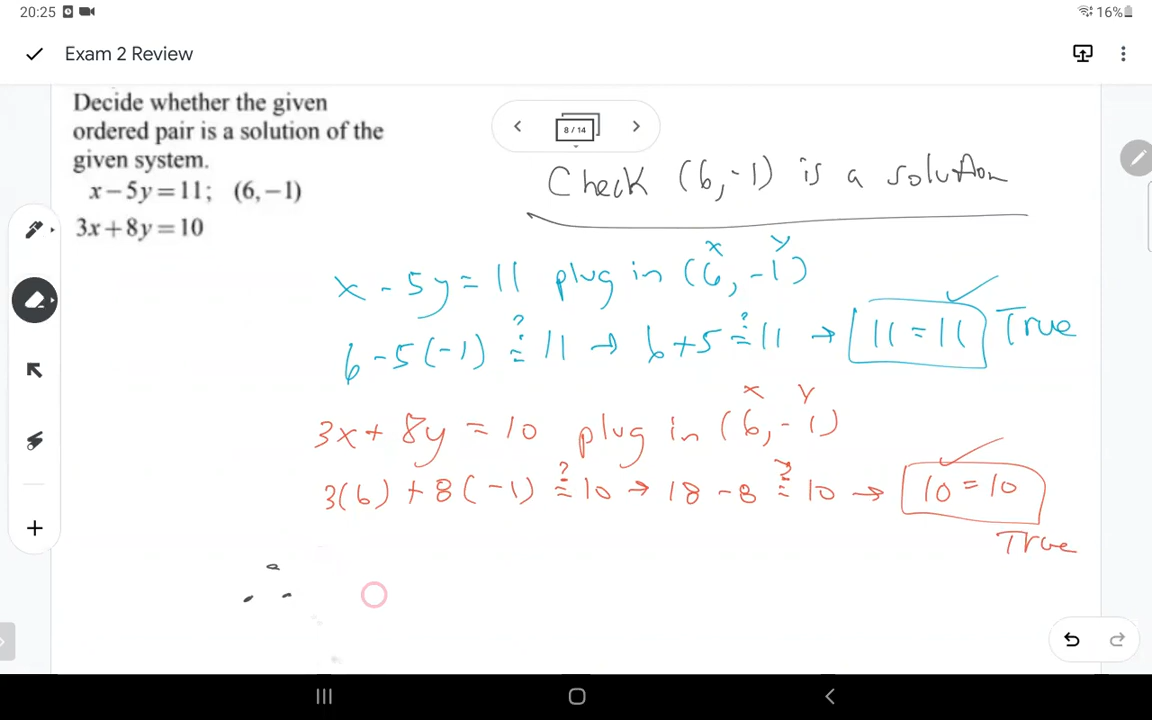 20:25 16%
Exam 2 Review
Decide whether the given
ordered pair is a solution of the
given system.
x − 5y = 11; (6, −1)
3x + 8y = 10
8 / 14
Check (6, -1) is a solution
x y
x - 5y = 11 plug in (6, -1)
6 - 5(-1) ≟ 11 → 6 + 5 ≟ 11 → 11 = 11 ✓ True
x y
3x + 8y = 10 plug in (6, -1)
3(6) + 8(-1) ≟ 10 → 18 - 8 ≟ 10 → 10 = 10 ✓
True
∴